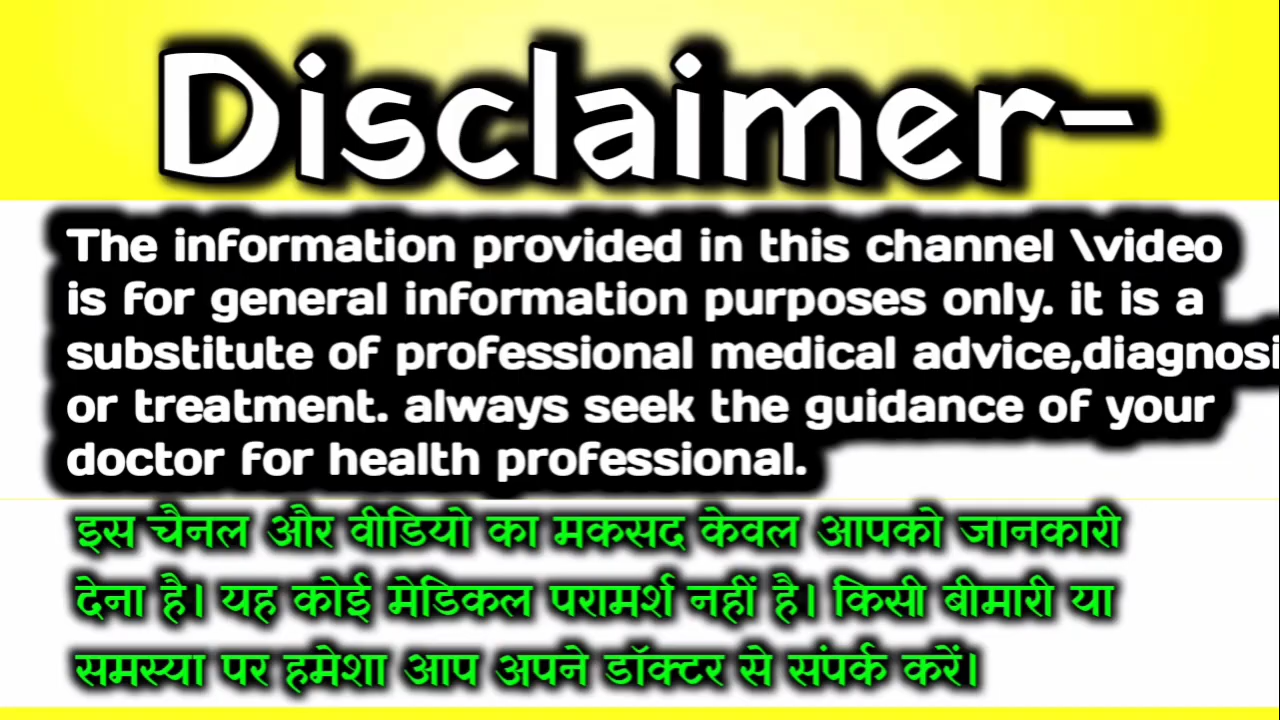 Disclaimer-
The information provided in this channel \video
is for general information purposes only. it is a
substitute of professional medical advice,diagnosi
or treatment. always seek the guidance of your
doctor for health professional.
इस चैनल और वीडियो का मकसद केवल आपको जानकारी
देना है। यह कोई मेडिकल परामर्श नहीं है। किसी बीमारी या
समस्या पर हमेशा आप अपने डॉक्टर से संपर्क करें।